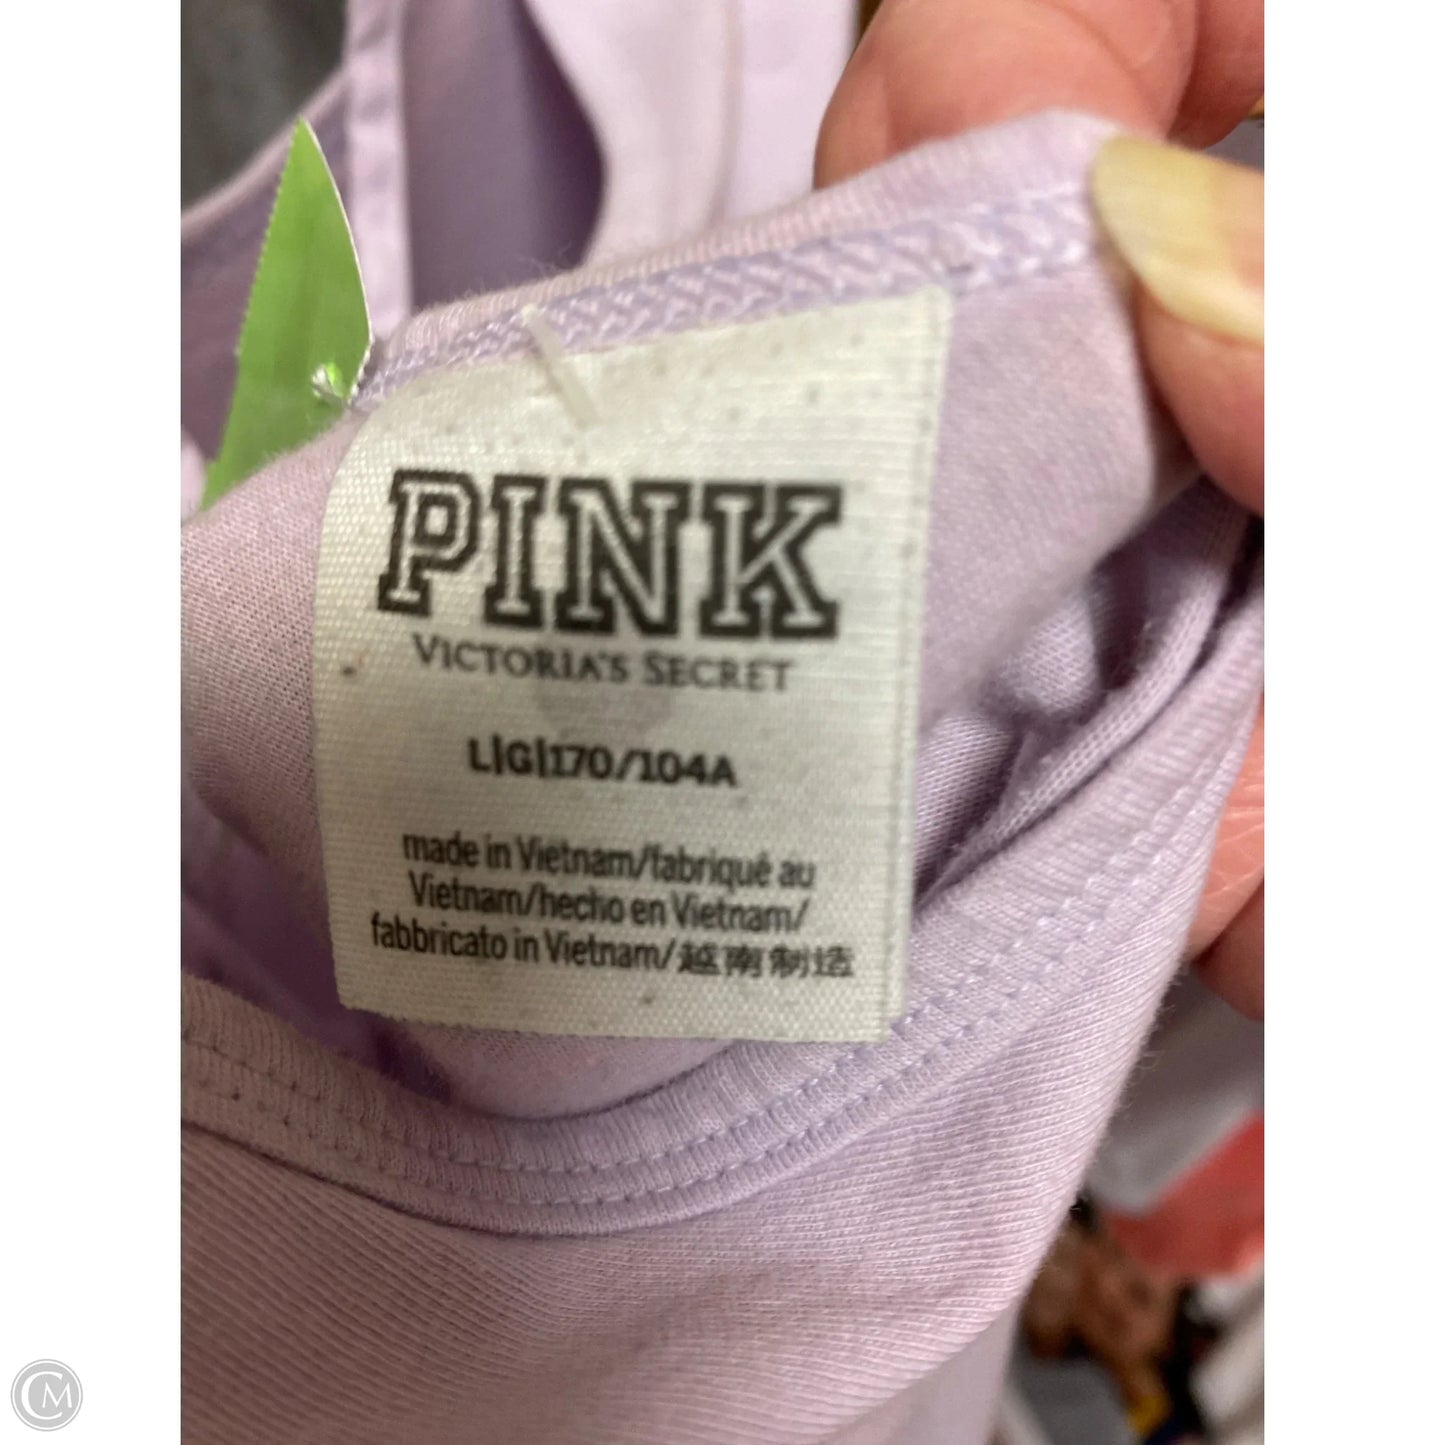 PINK
VICTORIA'S SECRET
L|G|170/104A
made in Vietnam/fabriqué au
Vietnam/hecho en Vietnam/
fabbricato in Vietnam/越南制造
CM